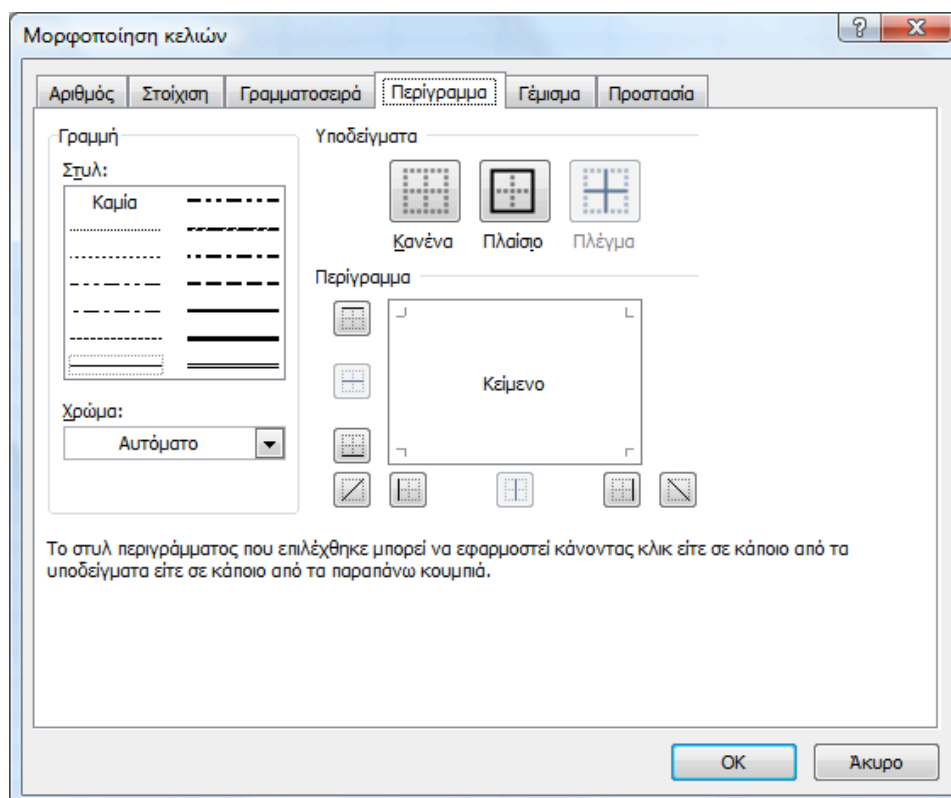 Μορφοποίηση κελιών
Αριθμός Στοίχιση Γραμματοσειρά Περίγραμμα Γέμισμα Προστασία
Γραμμή
Στυλ:
Καμία
Χρώμα:
Αυτόματο
Υποδείγματα
Κανένα Πλαίσιο Πλέγμα
Περίγραμμα
Κείμενο
Το στυλ περιγράμματος που επιλέχθηκε μπορεί να εφαρμοστεί κάνοντας κλικ είτε σε κάποιο από τα
υποδείγματα είτε σε κάποιο από τα παραπάνω κουμπιά.
OK Άκυρο